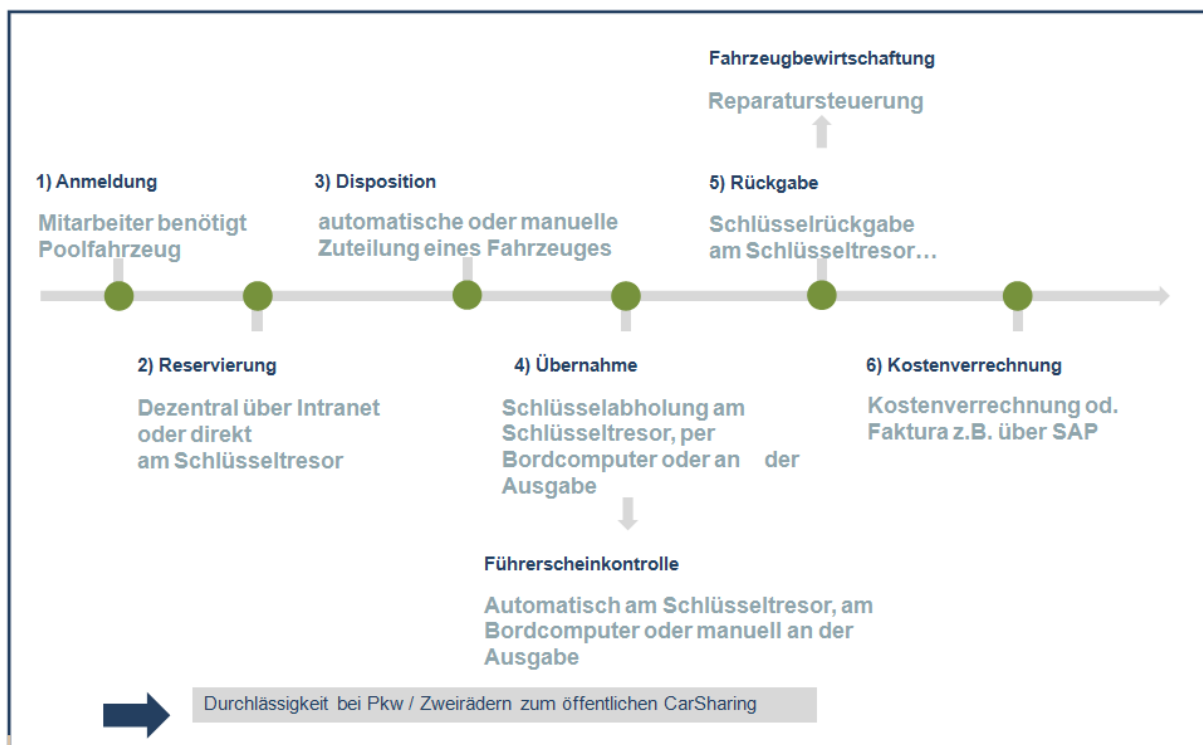 Fahrzeugbewirtschaftung
Reparatursteuerung
1) Anmeldung
Mitarbeiter benötigt
Poolfahrzeug
3) Disposition
automatische oder manuelle
Zuteilung eines Fahrzeuges
5) Rückgabe
Schlüsselrückgabe
am Schlüsseltresor…
2) Reservierung
Dezentral über Intranet
oder direkt
am Schlüsseltresor
4) Übernahme
Schlüsselabholung am
Schlüsseltresor, per
Bordcomputer oder an der
Ausgabe
6) Kostenverrechnung
Kostenverrechnung od.
Faktura z.B. über SAP
Führerscheinkontrolle
Automatisch am Schlüsseltresor, am
Bordcomputer oder manuell an der
Ausgabe
Durchlässigkeit bei Pkw / Zweirädern zum öffentlichen CarSharing